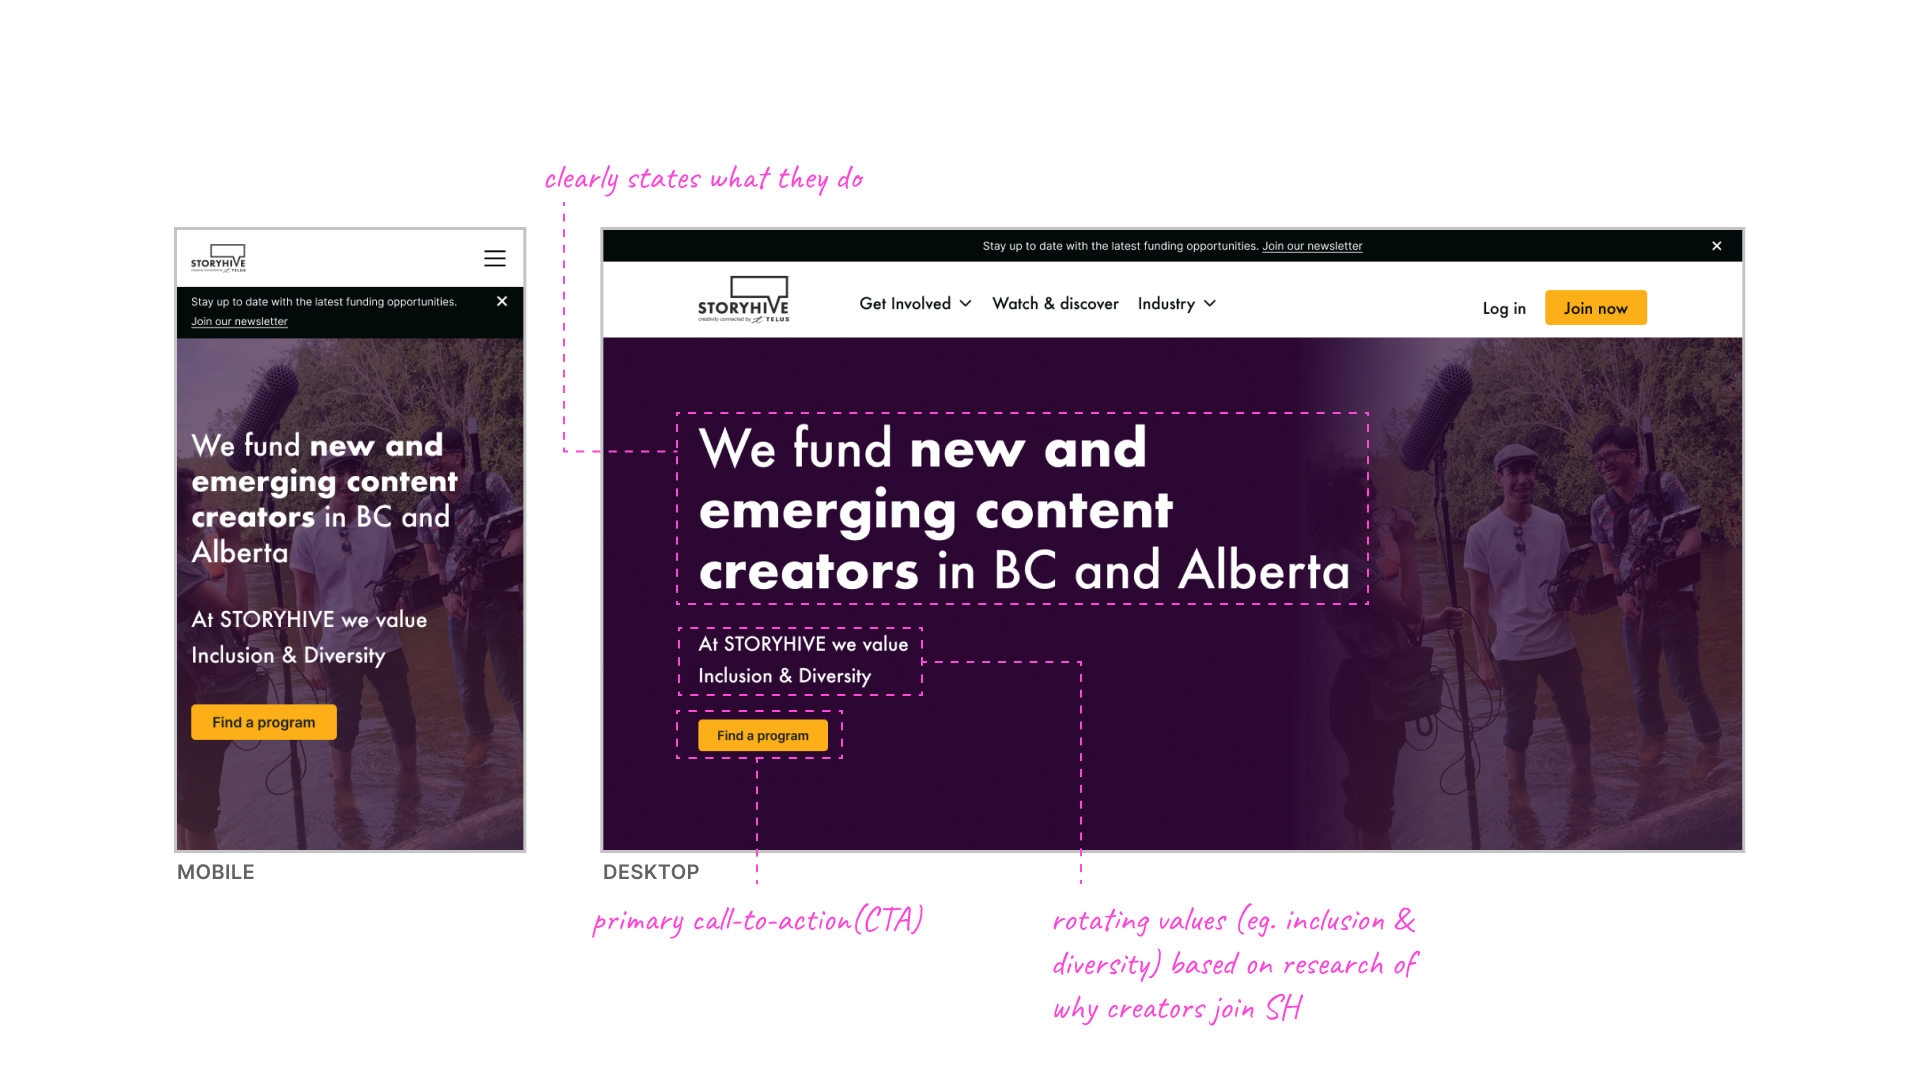 clearly states what they do
STORYHIVE
creativity connected by TELUS
Stay up to date with the latest funding opportunities.
Join our newsletter
We fund new and
emerging content
creators in BC and
Alberta
At STORYHIVE we value
Inclusion & Diversity
Find a program
MOBILE
Stay up to date with the latest funding opportunities. Join our newsletter
STORYHIVE
creativity connected by TELUS
Get Involved
Watch & discover
Industry
Log in
Join now
We fund new and
emerging content
creators in BC and Alberta
At STORYHIVE we value
Inclusion & Diversity
Find a program
DESKTOP
primary call-to-action(CTA)
rotating values (eg. inclusion &
diversity) based on research of
why creators join SH